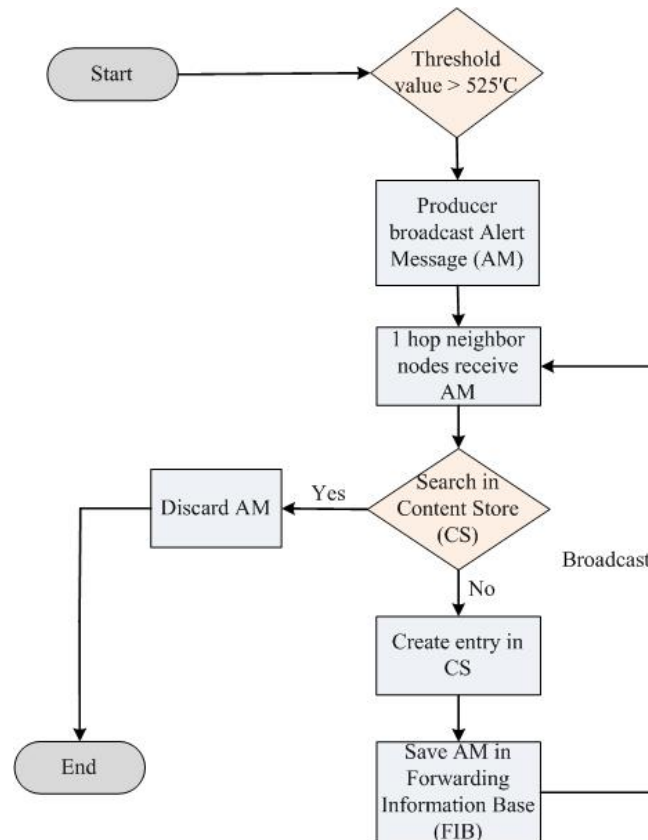 Start
Threshold
value > 525'C
Producer
broadcast Alert
Message (AM)
1 hop neighbor
nodes receive
AM
Search in
Content Store
(CS)
Yes
Discard AM
No
Broadcast
Create entry in
CS
End
Save AM in
Forwarding
Information Base
(FIB)